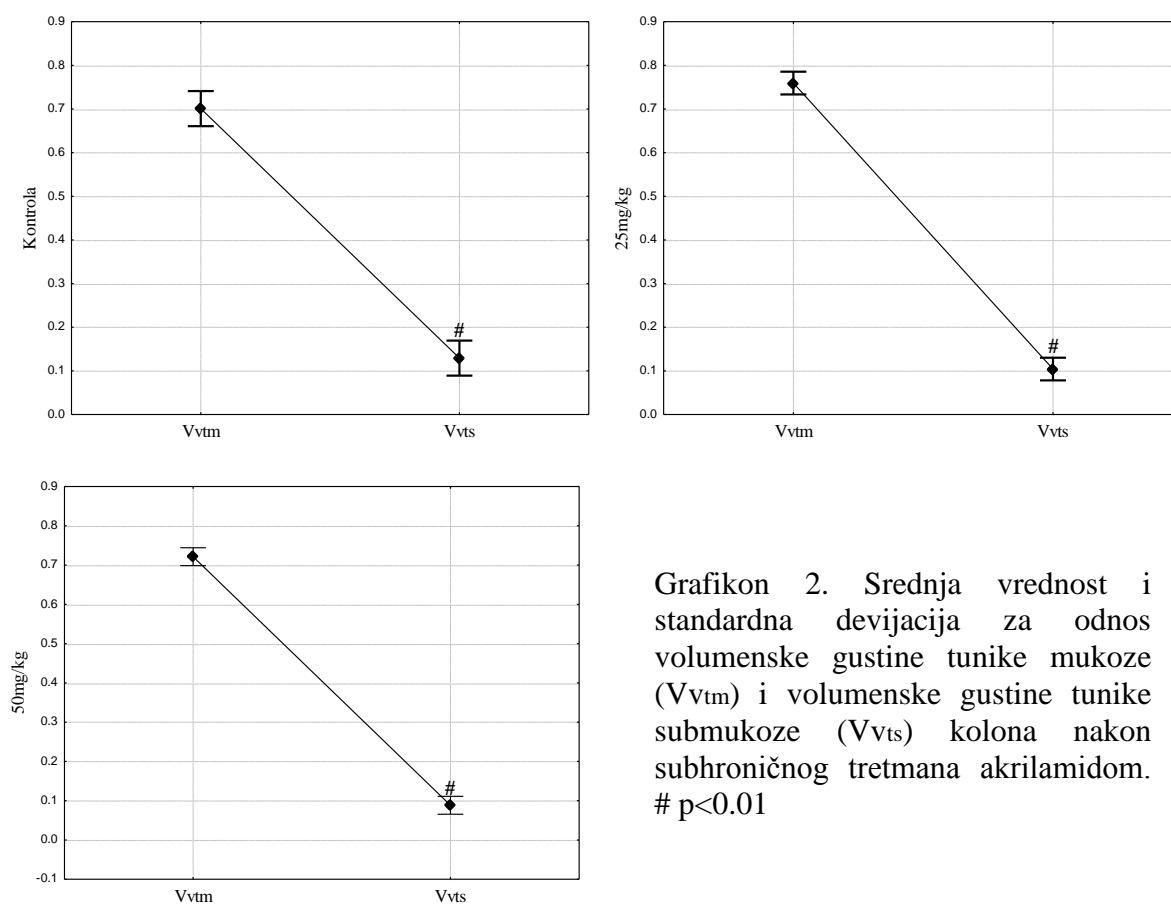 0.9
0.8
0.7
0.6
0.5
0.4
0.3
0.2
0.1
0.0
Kontrola
#
Vvtm Vvts
0.9
0.8
0.7
0.6
0.5
0.4
0.3
0.2
0.1
0.0
25mg/kg
#
Vvtm Vvts
0.9
0.8
0.7
0.6
0.5
0.4
0.3
0.2
0.1
0.0
-0.1
50mg/kg
#
Vvtm Vvts
Grafikon 2. Srednja vrednost i
standardna devijacija za odnos
volumenske gustine tunike mukoze
(Vvtm) i volumenske gustine tunike
submukoze (Vvts) kolona nakon
subhroničnog tretmana akrilamidom.
# p<0.01